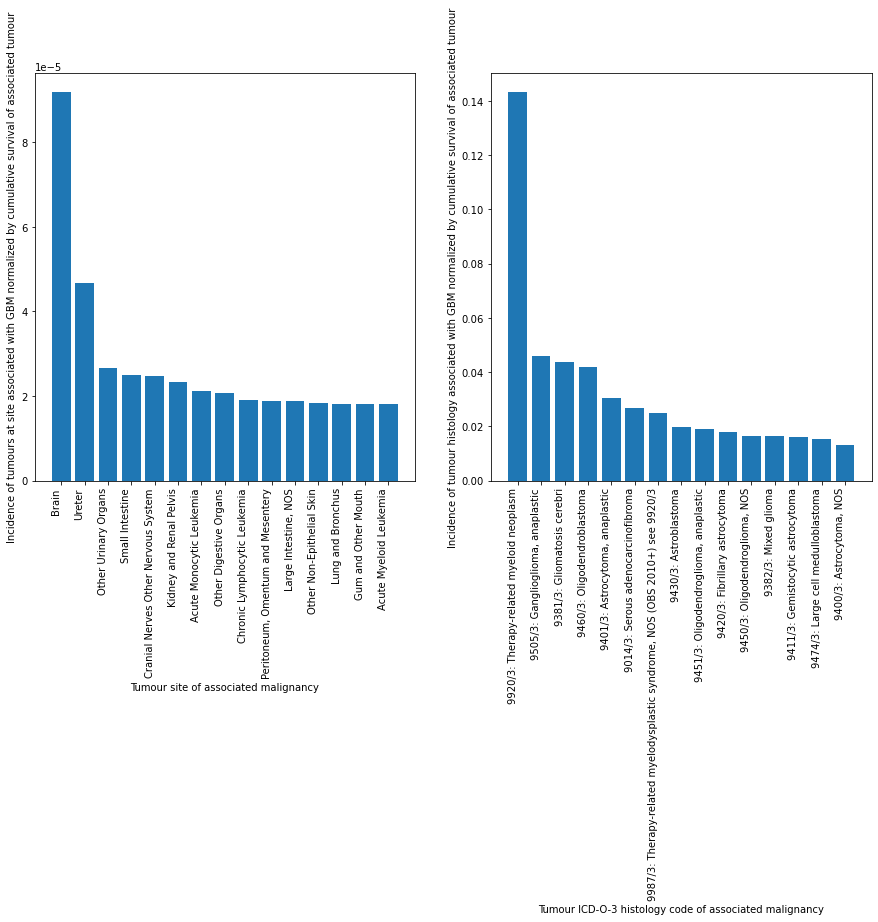 Incidence of tumours at site associated with GBM normalized by cumulative survival of associated tumour
1e−5
8
6
4
2
0
Brain
Ureter
Other Urinary Organs
Small Intestine
Cranial Nerves Other Nervous System
Kidney and Renal Pelvis
Acute Monocytic Leukemia
Other Digestive Organs
Chronic Lymphocytic Leukemia
Peritoneum, Omentum and Mesentery
Large Intestine, NOS
Other Non-Epithelial Skin
Lung and Bronchus
Gum and Other Mouth
Acute Myeloid Leukemia
Tumour site of associated malignancy
Incidence of tumour histology associated with GBM normalized by cumulative survival of associated tumour
0.14
0.12
0.10
0.08
0.06
0.04
0.02
0.00
9920/3: Therapy-related myeloid neoplasm
9505/3: Ganglioglioma, anaplastic
9381/3: Gliomatosis cerebri
9460/3: Oligodendroblastoma
9401/3: Astrocytoma, anaplastic
9014/3: Serous adenocarcinofibroma
9987/3: Therapy-related myelodysplastic syndrome, NOS (OBS 2010+) see 9920/3
9430/3: Astroblastoma
9451/3: Oligodendroglioma, anaplastic
9420/3: Fibrillary astrocytoma
9450/3: Oligodendroglioma, NOS
9382/3: Mixed glioma
9411/3: Gemistocytic astrocytoma
9474/3: Large cell medulloblastoma
9400/3: Astrocytoma, NOS
Tumour ICD-O-3 histology code of associated malignancy